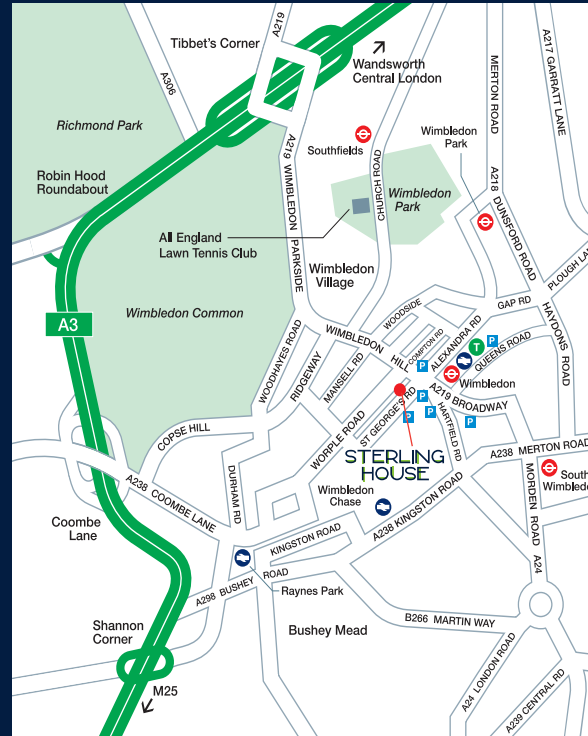 A219
Tibbet's Corner
A306
Wandsworth
Central London
MERTON ROAD
A217 GARRATT LANE
Richmond Park
Southfields
Wimbledon
Park
Robin Hood
Roundabout
A219 WIMBLEDON PARKSIDE
CHURCH ROAD
Wimbledon
Park
A218 DUNSFORD ROAD
All England
Lawn Tennis Club
Wimbledon
Village
PLOUGH LAN
Wimbledon Common
A3
WOODSIDE
GAP RD
HAYDONS ROAD
WIMBLEDON HILL
COMPTON RD
ALEXANDRA RD
P
T
P
QUEENS ROAD
WOODHAYES ROAD
RIDGEWAY
MANSELL RD
Wimbledon
A219 BROADWAY
P
P
P
P
HARTFIELD RD
ST GEORGE'S RD
WORPLE ROAD
COPSE HILL
STERLING
HOUSE
A238 MERTON ROAD
South
Wimbledo
A238 COOMBE LANE
DURHAM RD
Wimbledon
Chase
A238 KINGSTON ROAD
MORDEN ROAD
A24
Coombe
Lane
KINGSTON ROAD
Raynes Park
A298 BUSHEY ROAD
B266 MARTIN WAY
Shannon
Corner
Bushey Mead
M25
A24 LONDON ROAD
A239 CENTRAL RD